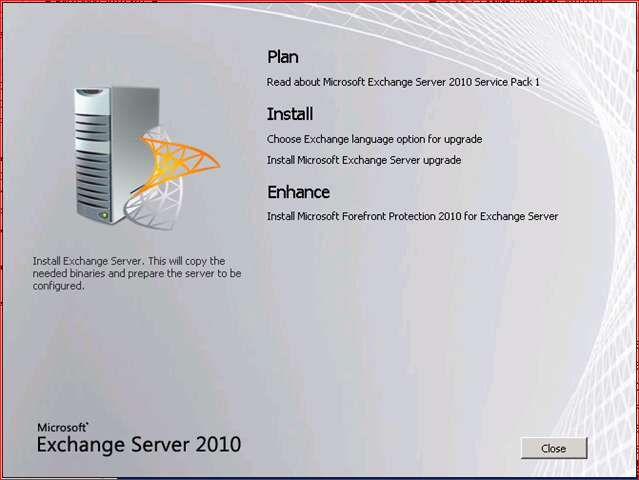 Plan
Read about Microsoft Exchange Server 2010 Service Pack 1
Install
Choose Exchange language option for upgrade
Install Microsoft Exchange Server upgrade
Enhance
Install Microsoft Forefront Protection 2010 for Exchange Server
Install Exchange Server. This will copy the
needed binaries and prepare the server to be
configured.
Microsoft
Exchange Server 2010
Close